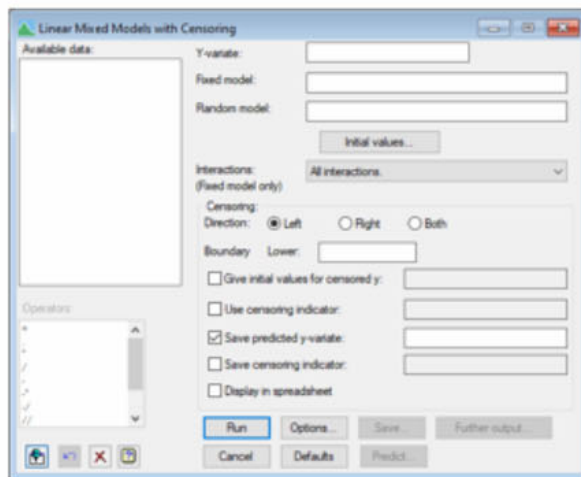 Linear Mixed Models with Censoring
Available data:
Y-variate:
Fixed model:
Random model:
Initial values...
Interactions:
(Fixed model only)
All interactions.
Censoring:
Direction:
Left
Right
Both
Boundary
Lower:
Give initial values for censored y:
Use censoring indicator:
Save predicted y-variate:
Save censoring indicator:
Display in spreadsheet
Operators:
/
./
//
Run
Options...
Save...
Further output...
Cancel
Defaults
Predict...